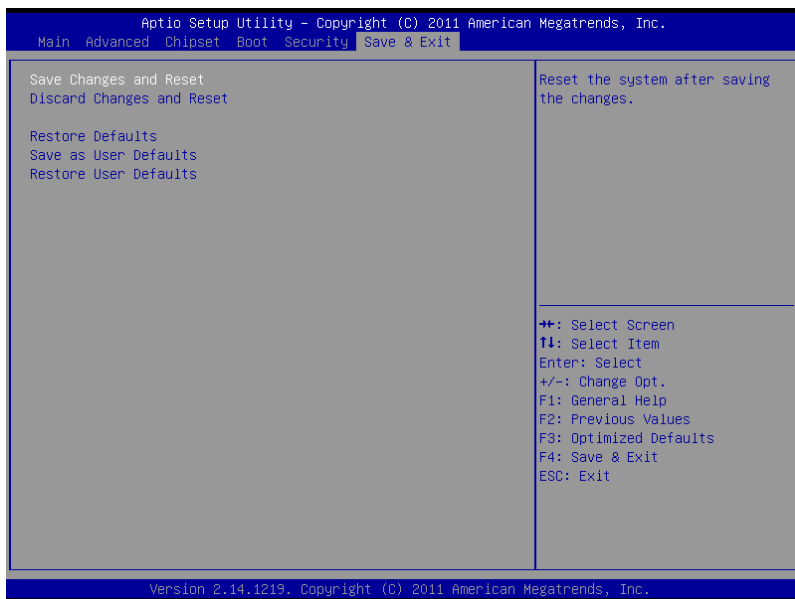 Aptio Setup Utility – Copyright (C) 2011 American Megatrends, Inc.
Main Advanced Chipset Boot Security Save & Exit
Save Changes and Reset
Discard Changes and Reset
Restore Defaults
Save as User Defaults
Restore User Defaults
Reset the system after saving
the changes.
→←: Select Screen
↑↓: Select Item
Enter: Select
+/-: Change Opt.
F1: General Help
F2: Previous Values
F3: Optimized Defaults
F4: Save & Exit
ESC: Exit
Version 2.14.1219. Copyright (C) 2011 American Megatrends, Inc.